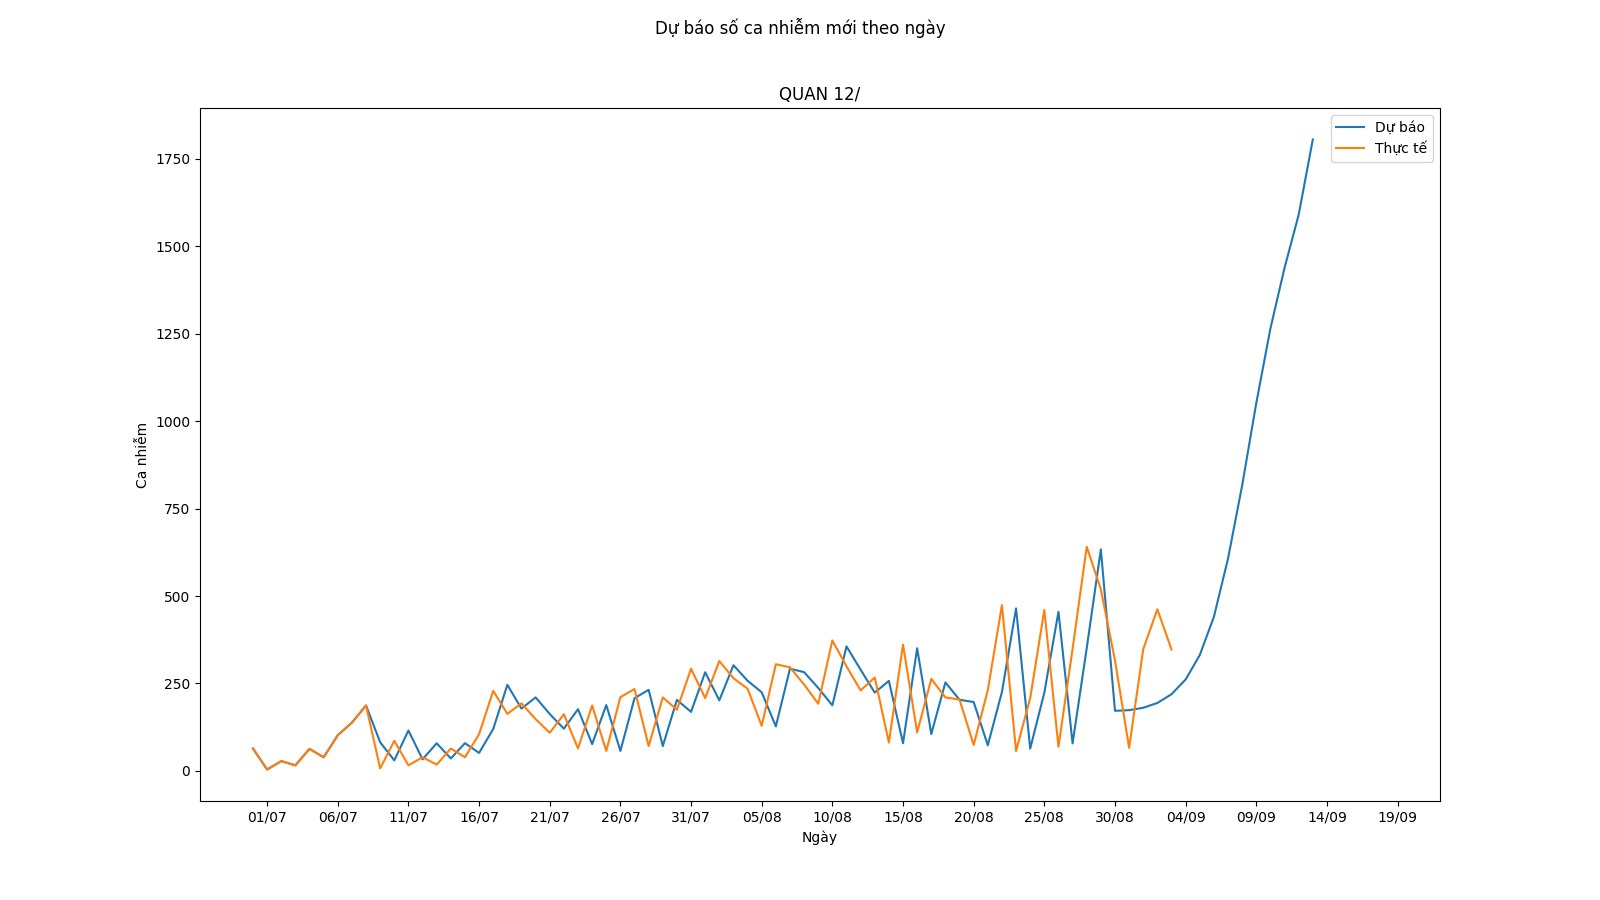 Dự báo số ca nhiễm mới theo ngày
QUAN 12/
Dự báo
Thực tế
1750
1500
1250
1000
750
500
250
0
Ca nhiễm
01/07 06/07 11/07 16/07 21/07 26/07 31/07 05/08 10/08 15/08 20/08 25/08 30/08 04/09 09/09 14/09 19/09
Ngày